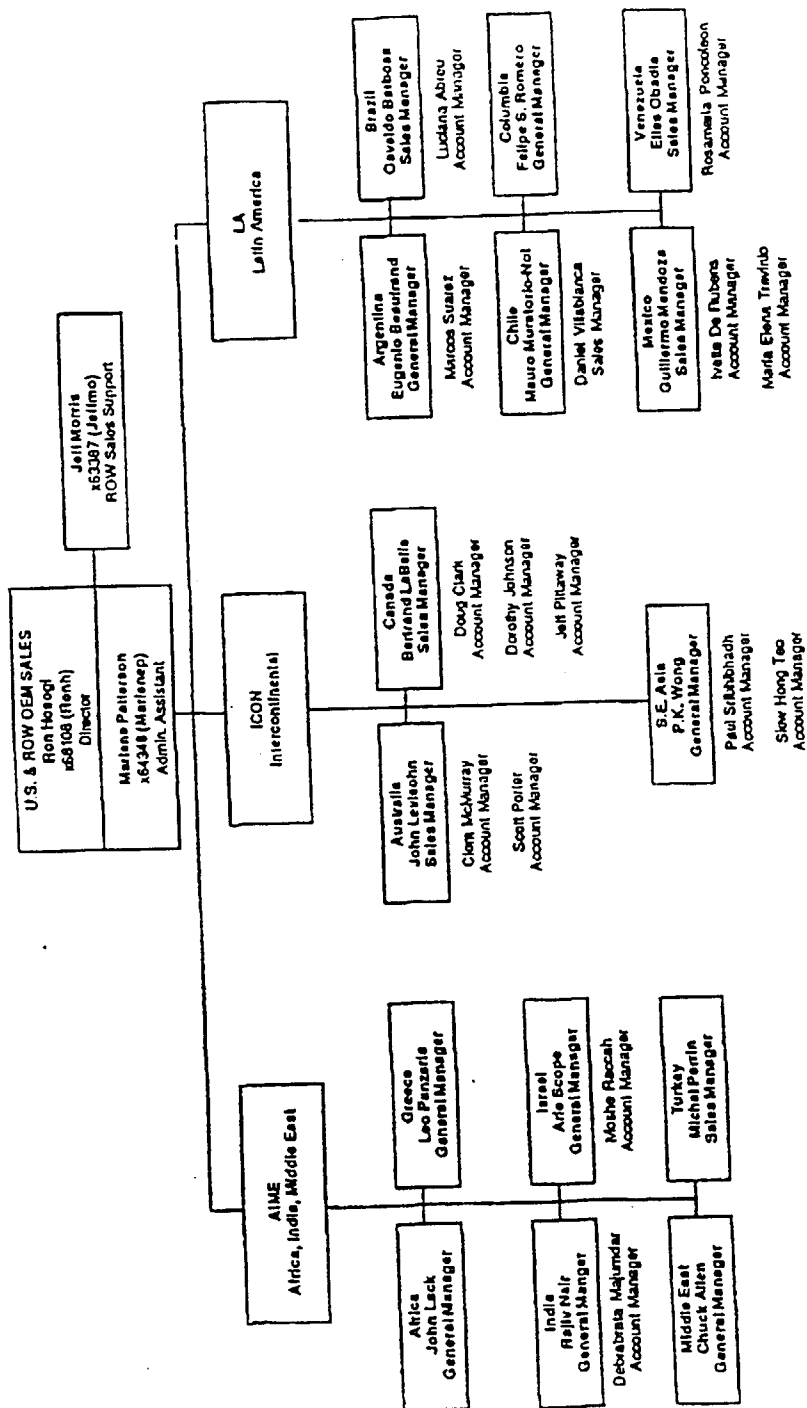 U.S. & ROW OEM SALES
Ron Hosogi
x68108 (Ronh)
Director
Marlene Patterson
x64348 (Marlenep)
Admin. Assistant
Jeff Morris
x63387 (Jeffmo)
ROW Sales Support
AIME
Africa, India, Middle East
Africa
John Lack
General Manager
Greece
Leo Panzaris
General Manager
India
Rajiv Nair
General Manger
Debrabrata Majumdar
Account Manager
Israel
Arie Scope
General Manager
Moshe Raccah
Account Manager
Middle East
Chuck Allen
General Manager
Turkey
Michel Perrin
Sales Manager
ICON
Intercontinental
Australia
John Levisohn
Sales Manager
Clem McMurray
Account Manager
Scott Porter
Account Manager
Canada
Bertrand LaBelle
Sales Manager
Doug Clark
Account Manager
Dorothy Johnson
Account Manager
Jeff Pittaway
Account Manager
S.E. Asia
P.K. Wong
General Manager
Paul
Account Manager
Siow Hong Teo
Account Manager
LA
Latin America
Argentina
Eugenio Beaufrand
General Manager
Marcos Suarez
Account Manager
Brazil
Osvaldo Barbosa
Sales Manager
Luciana Abreu
Account Manager
Chile
Mauro Muratorio-Not
General Manager
Daniel Villablanca
Sales Manager
Columbia
Felipe S. Romero
General Manager
Mexico
Guillermo Mendoza
Sales Manager
Ivette De Rubens
Account Manager
Maria Elena Trevinto
Account Manager
Venezuela
Elias Obadia
Sales Manager
Rosamaria Poncoleon
Account Manager